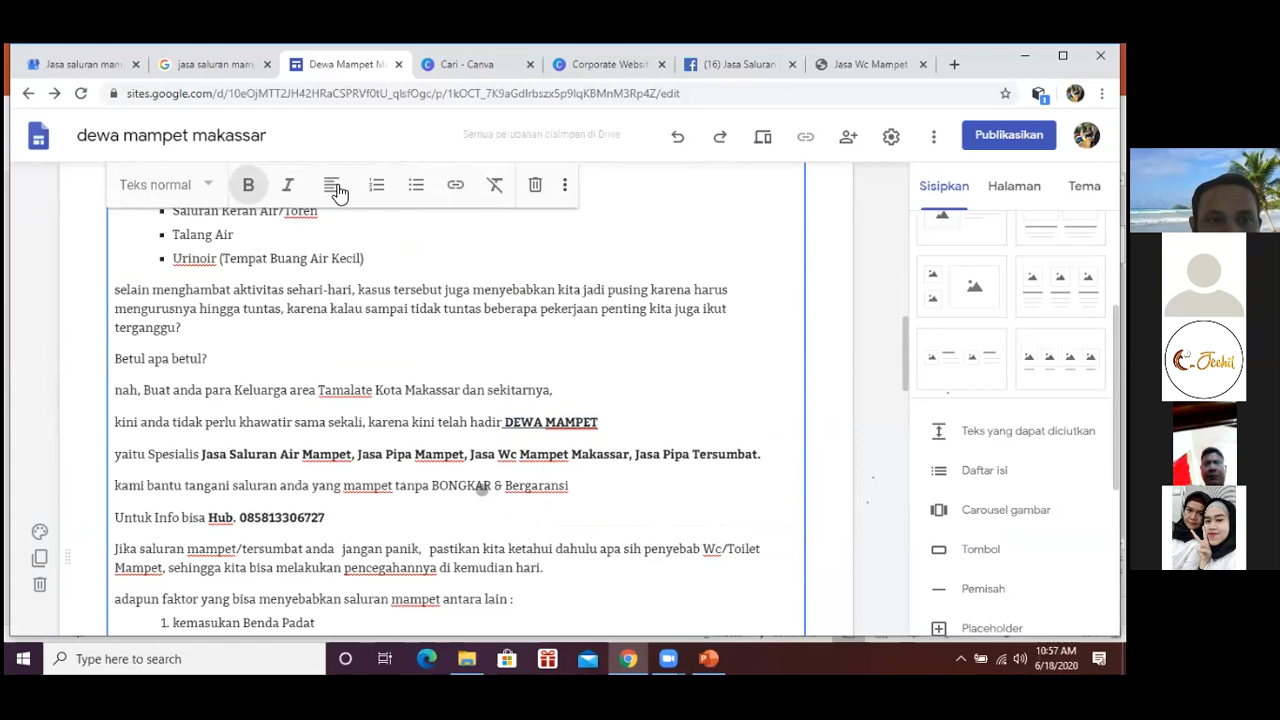 Jasa saluran mam
jasa saluran mam
Dewa Mampet M
Cari - Canva
Corporate Websit
(16) Jasa Saluran
Jasa Wc Mampet
sites.google.com/d/10eOjMTT2JH42HRaCSPRVf0tU_qIsfOgc/p/1kOCT_7K9aGdIrbszx5p9lqKBMnM3Rp4Z/edit
dewa mampet makassar
Semua perubahan disimpan di Drive
Publikasikan
Teks normal
B
I
Sisipkan
Halaman
Tema
Saluran Keran Air/Toren
Talang Air
Urinoir (Tempat Buang Air Kecil)
selain menghambat aktivitas sehari-hari, kasus tersebut juga menyebabkan kita jadi pusing karena harus
mengurusnya hingga tuntas, karena kalau sampai tidak tuntas beberapa pekerjaan penting kita juga ikut
terganggu?
Betul apa betul?
nah, Buat anda para Keluarga area Tamalate Kota Makassar dan sekitarnya,
kini anda tidak perlu khawatir sama sekali, karena kini telah hadir DEWA MAMPET
yaitu Spesialis Jasa Saluran Air Mampet, Jasa Pipa Mampet, Jasa Wc Mampet Makassar, Jasa Pipa Tersumbat.
kami bantu tangani saluran anda yang mampet tanpa BONGKAR & Bergaransi
Untuk Info bisa Hub. 085813306727
Jika saluran mampet/tersumbat anda jangan panik, pastikan kita ketahui dahulu apa sih penyebab Wc/Toilet
Mampet, sehingga kita bisa melakukan pencegahannya di kemudian hari.
adapun faktor yang bisa menyebabkan saluran mampet antara lain :
1. kemasukan Benda Padat
Teks yang dapat diciutkan
Daftar isi
Carousel gambar
Tombol
Pemisah
Placeholder
Jechil
Type here to search
10:57 AM
6/18/2020